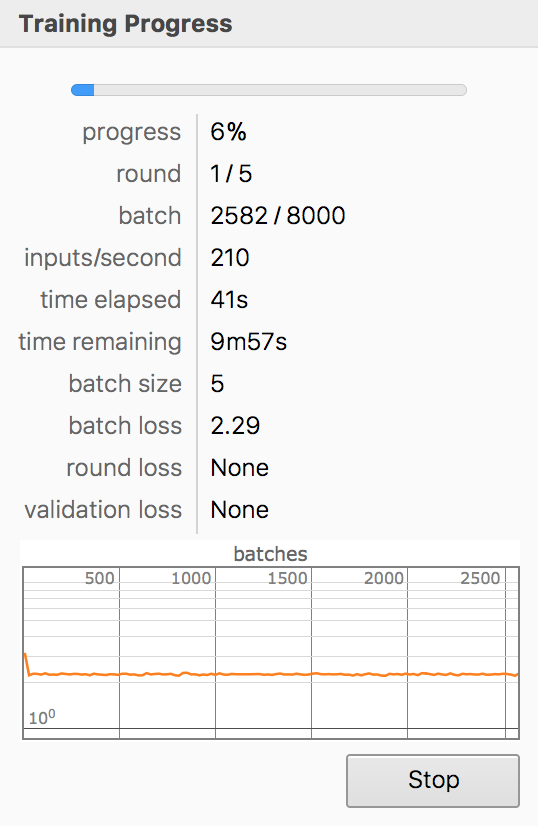 Training Progress
progress 6%
round 1 / 5
batch 2582 / 8000
inputs/second 210
time elapsed 41s
time remaining 9m57s
batch size 5
batch loss 2.29
round loss None
validation loss None
batches
500 1000 1500 2000 2500
10⁰
Stop